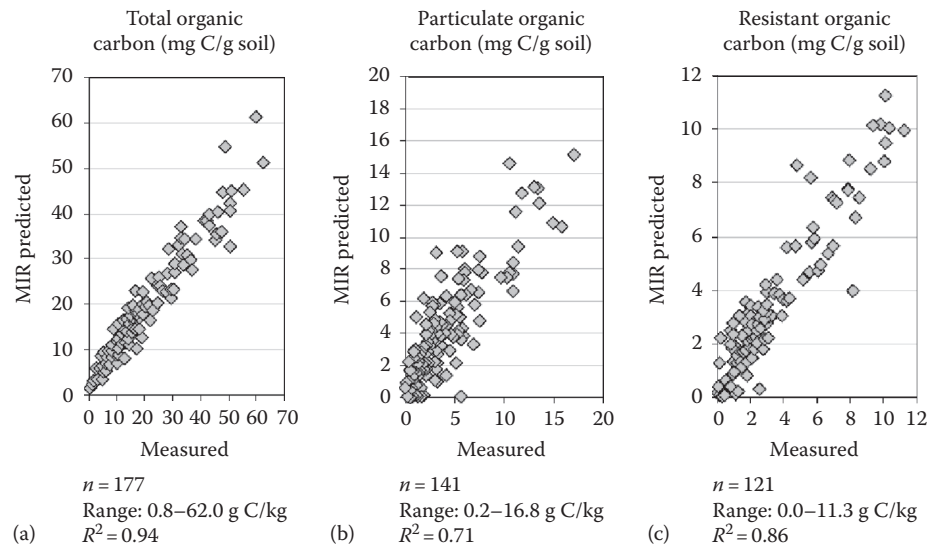 Total organic
carbon (mg C/g soil)
MIR predicted
70
60
50
40
30
20
10
0
0 10 20 30 40 50 60 70
Measured
n = 177
Range: 0.8–62.0 g C/kg
(a) R² = 0.94
Particulate organic
carbon (mg C/g soil)
MIR predicted
20
18
16
14
12
10
8
6
4
2
0
0 5 10 15 20
Measured
n = 141
Range: 0.2–16.8 g C/kg
(b) R² = 0.71
Resistant organic
carbon (mg C/g soil)
MIR predicted
12
10
8
6
4
2
0
0 2 4 6 8 10 12
Measured
n = 121
Range: 0.0–11.3 g C/kg
(c) R² = 0.86